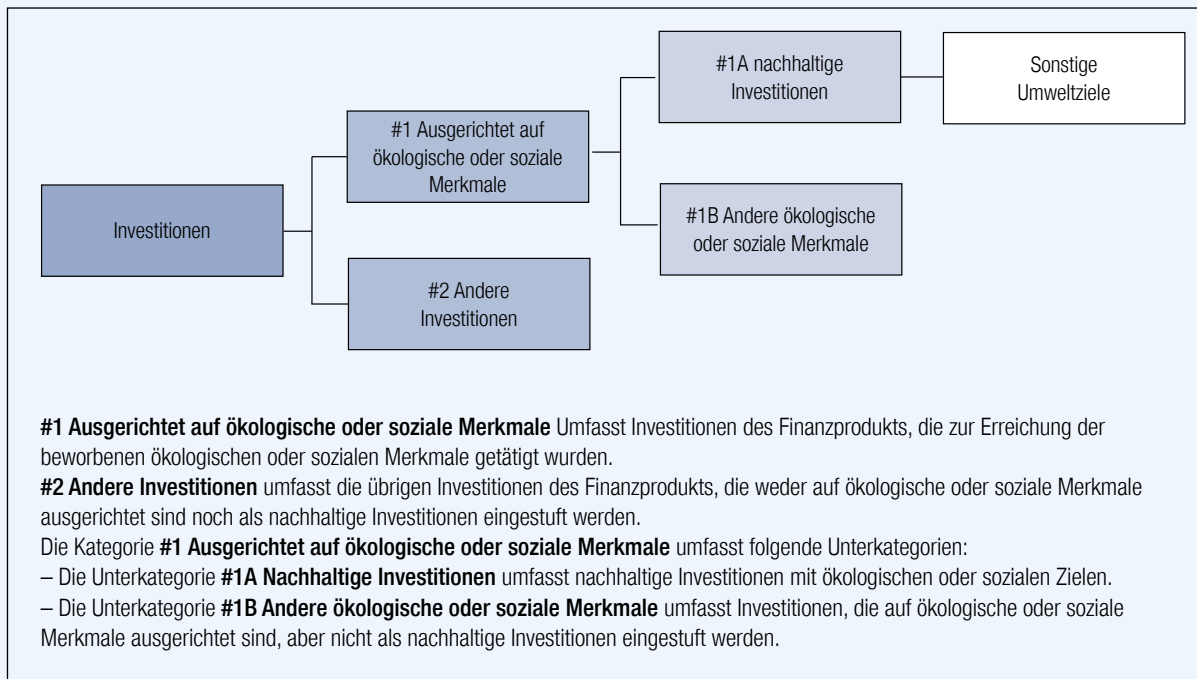 #1A nachhaltige
Investitionen
Sonstige
Umweltziele
#1 Ausgerichtet auf
ökologische oder soziale
Merkmale
Investitionen
#1B Andere ökologische
oder soziale Merkmale
#2 Andere
Investitionen
#1 Ausgerichtet auf ökologische oder soziale Merkmale Umfasst Investitionen des Finanzprodukts, die zur Erreichung der
beworbenen ökologischen oder sozialen Merkmale getätigt wurden.
#2 Andere Investitionen umfasst die übrigen Investitionen des Finanzprodukts, die weder auf ökologische oder soziale Merkmale
ausgerichtet sind noch als nachhaltige Investitionen eingestuft werden.
Die Kategorie #1 Ausgerichtet auf ökologische oder soziale Merkmale umfasst folgende Unterkategorien:
– Die Unterkategorie #1A Nachhaltige Investitionen umfasst nachhaltige Investitionen mit ökologischen oder sozialen Zielen.
– Die Unterkategorie #1B Andere ökologische oder soziale Merkmale umfasst Investitionen, die auf ökologische oder soziale
Merkmale ausgerichtet sind, aber nicht als nachhaltige Investitionen eingestuft werden.